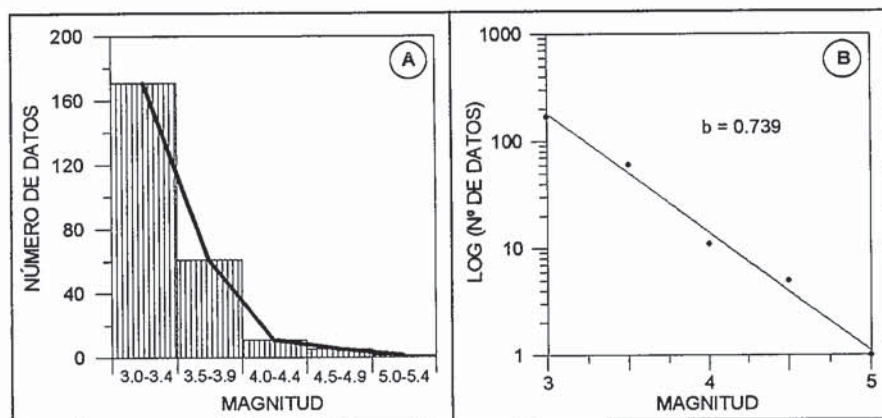 A
NÚMERO DE DATOS
200
160
120
80
40
0
3.0-3.4 3.5-3.9 4.0-4.4 4.5-4.9 5.0-5.4
MAGNITUD
B
LOG (Nº DE DATOS)
1000
100
10
1
b = 0.739
3 4 5
MAGNITUD